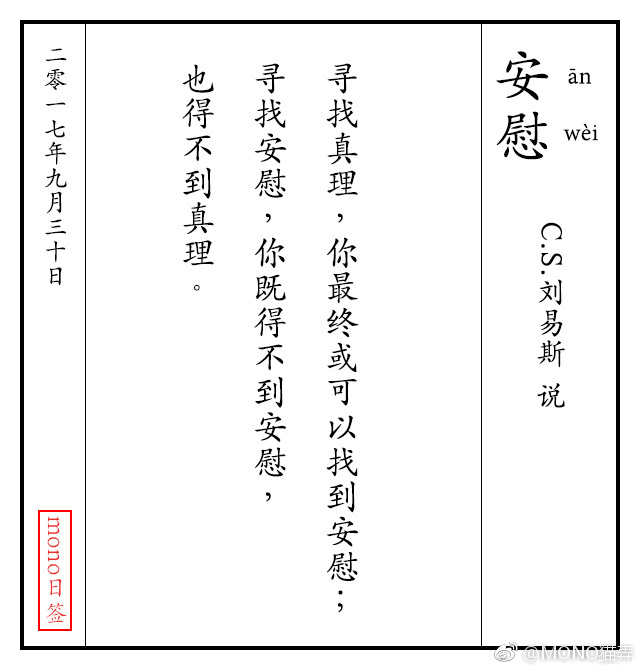 安慰
ān
wèi
C.S.刘易斯 说
寻找真理，你最终或可以找到安慰；
寻找安慰，你既得不到安慰，
也得不到真理。
二零一七年九月三十日
mono日签
@MONO猫弄